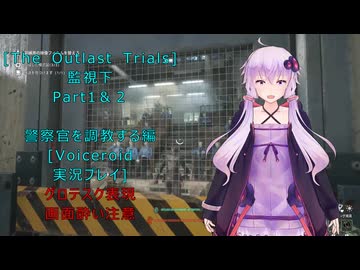 [The Outlast Trials]
監視下
Part1& 2
警察官を調教する編
[Voiceroid
実況プレイ]
グロテスク表現
画面酔い注意